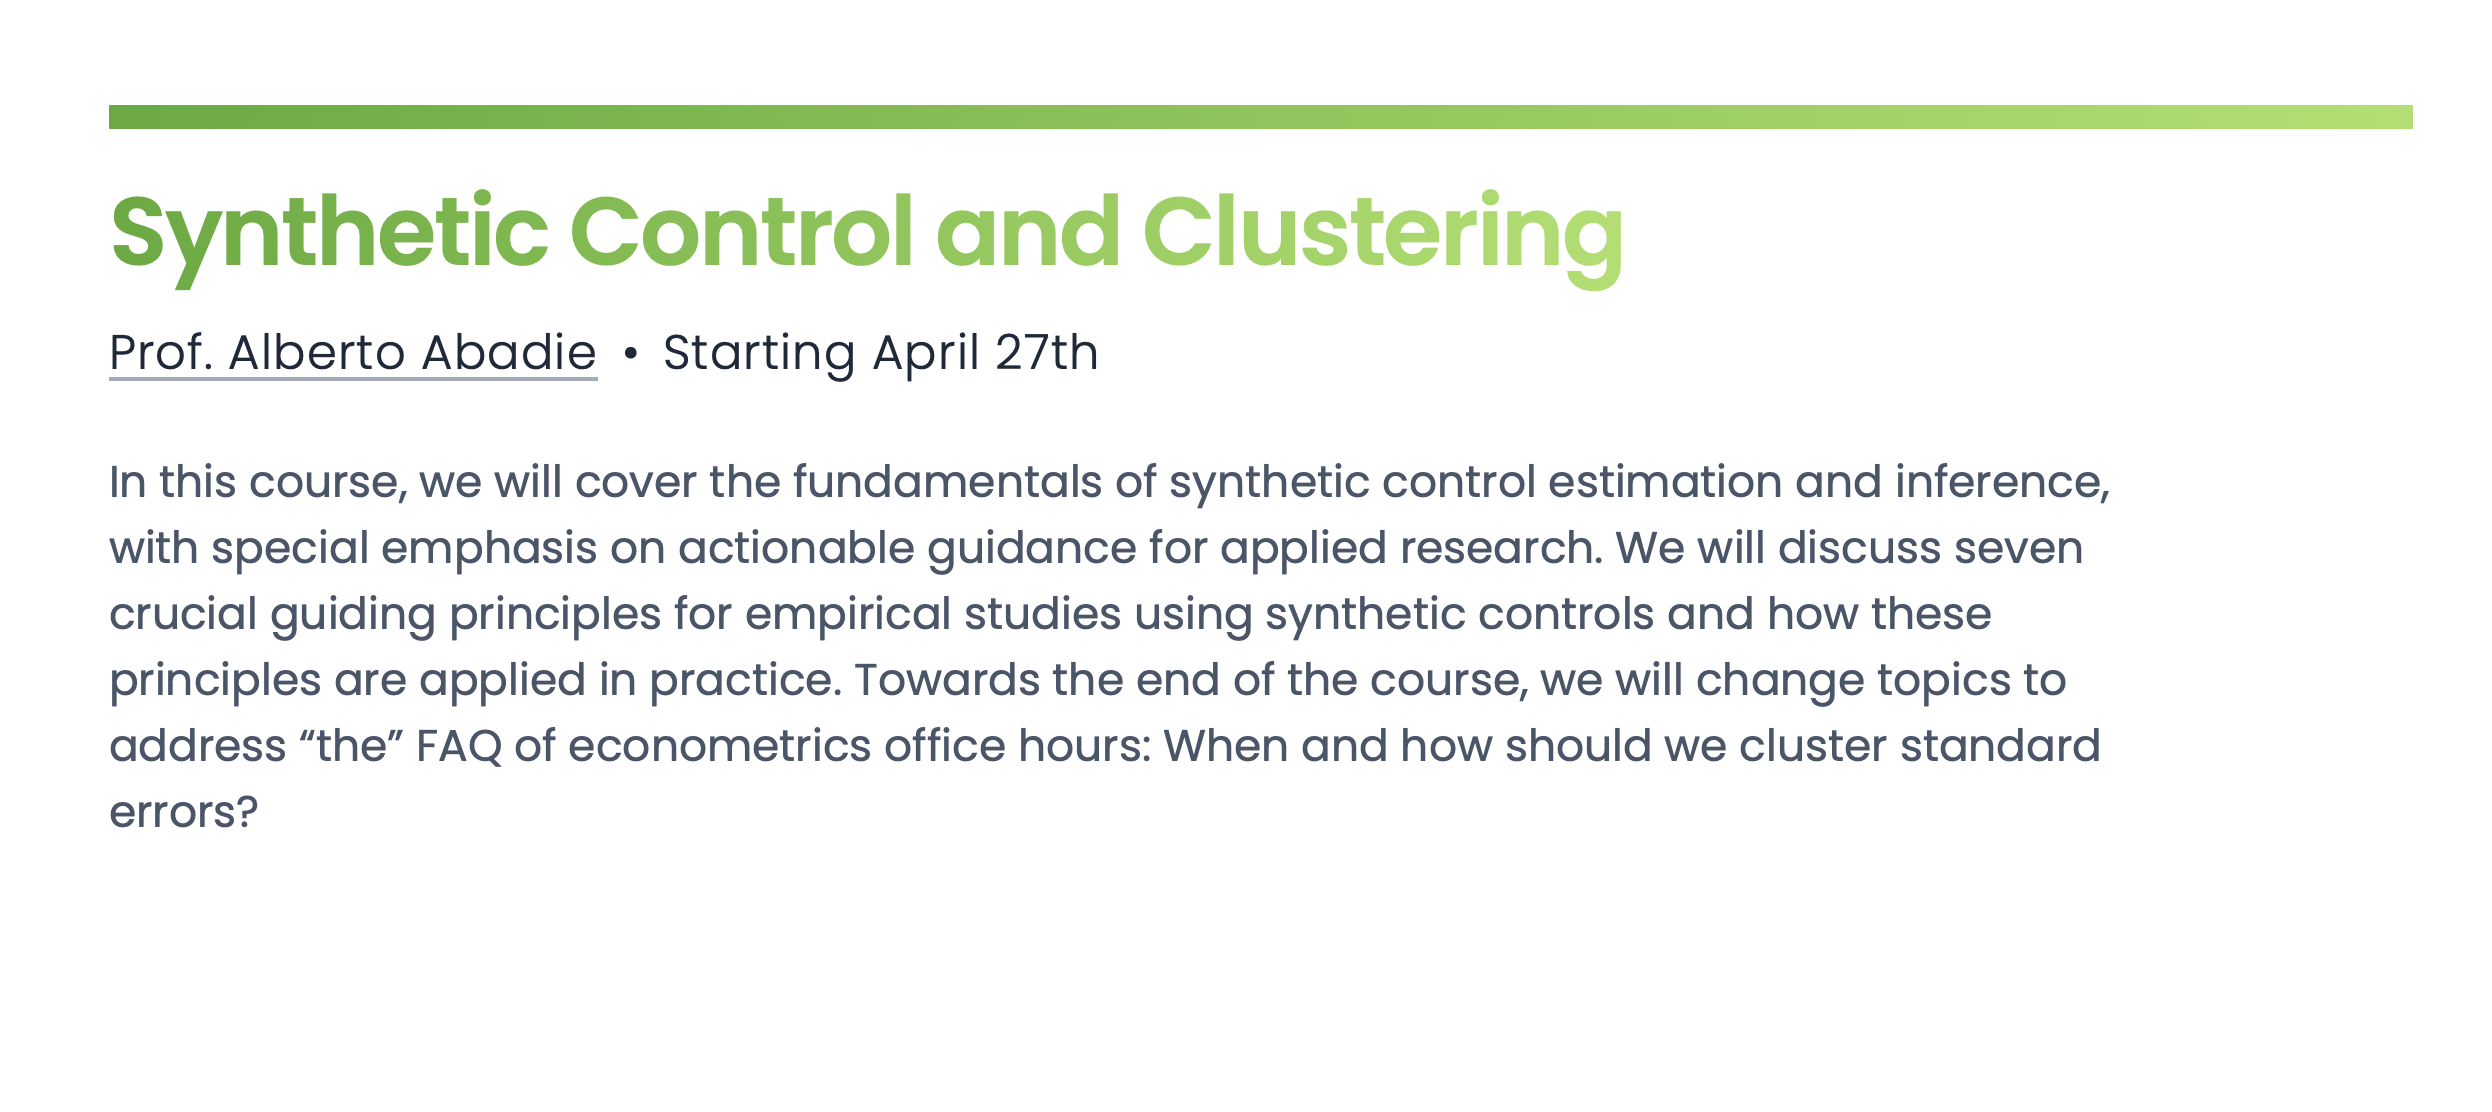 Synthetic Control and Clustering
Prof. Alberto Abadie • Starting April 27th
In this course, we will cover the fundamentals of synthetic control estimation and inference,
with special emphasis on actionable guidance for applied research. We will discuss seven
crucial guiding principles for empirical studies using synthetic controls and how these
principles are applied in practice. Towards the end of the course, we will change topics to
address “the” FAQ of econometrics office hours: When and how should we cluster standard
errors?